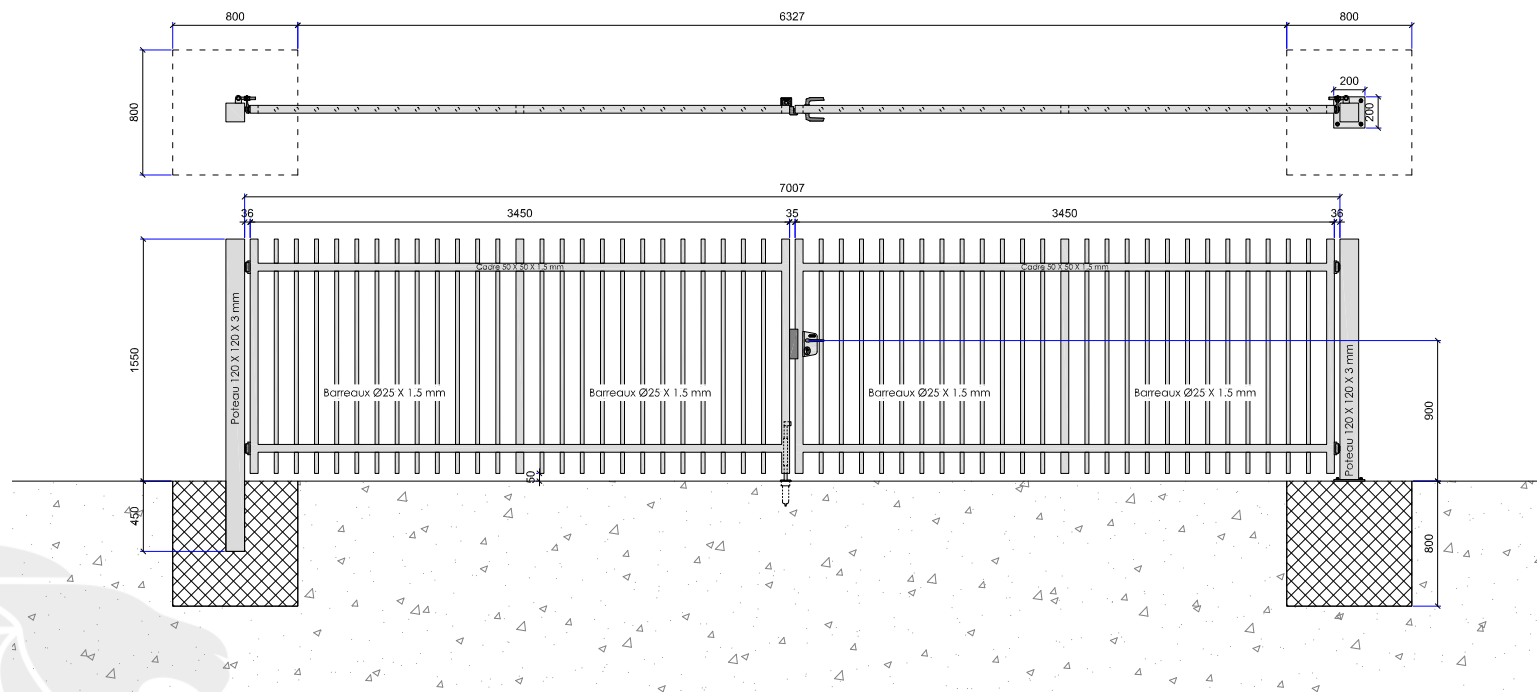 800
6327
800
800
200
200
7007
36
3450
35
3450
36
Cadre 50 X 50 X 1.5 mm
Cadre 50 X 50 X 1.5 mm
Poteau 120 X 120 X 3 mm
1550
Barreaux Ø25 X 1.5 mm
Barreaux Ø25 X 1.5 mm
Barreaux Ø25 X 1.5 mm
Barreaux Ø25 X 1.5 mm
Poteau 120 X 120 X 3 mm
900
50
450
800